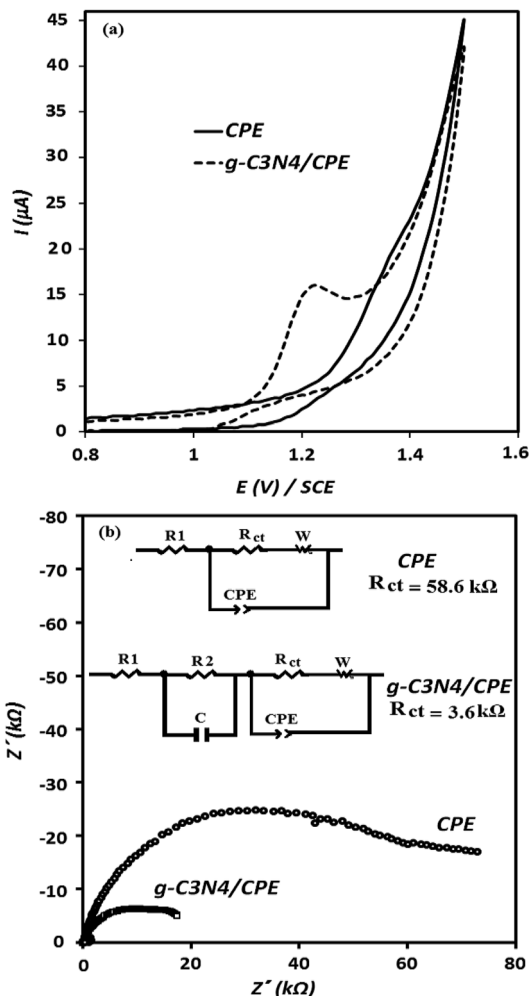 (a)
45
40
35
30
25
20
15
10
5
0
I (µA)
CPE
g-C3N4/CPE
0.8 1 1.2 1.4 1.6
E (V) / SCE
(b)
-80
-70
-60
-50
-40
-30
-20
-10
0
Z´ (kΩ)
R1 Rct W
CPE
CPE
Rct = 58.6 kΩ
R1 R2 Rct W
C CPE
g-C3N4/CPE
Rct = 3.6kΩ
CPE
g-C3N4/CPE
0 20 40 60 80
Z´ (kΩ)